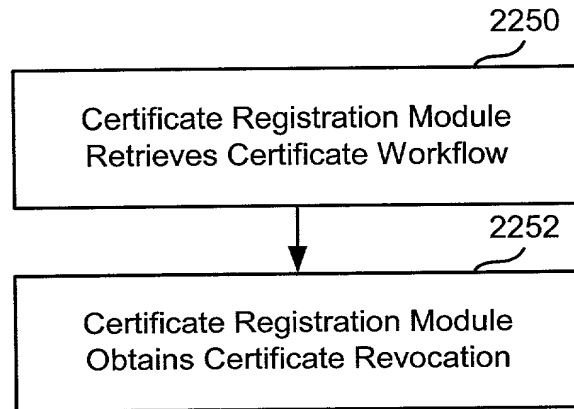 2250
Certificate Registration Module
Retrieves Certificate Workflow
2252
Certificate Registration Module
Obtains Certificate Revocation